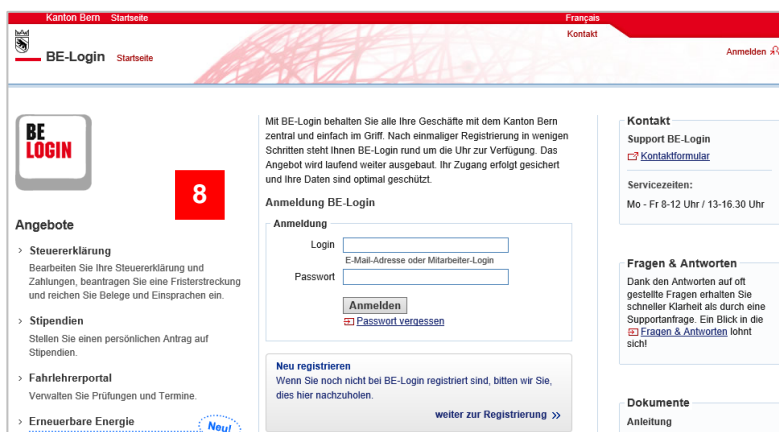 Kanton Bern Startseite Français
Kontakt
BE-Login Startseite Anmelden
BE
LOGIN
8
Angebote
Steuererklärung
Bearbeiten Sie Ihre Steuererklärung und
Zahlungen, beantragen Sie eine Fristerstreckung
und reichen Sie Belege und Einsprachen ein.
Stipendien
Stellen Sie einen persönlichen Antrag auf
Stipendien.
Fahrlehrerportal
Verwalten Sie Prüfungen und Termine.
Erneuerbare Energie
Neu!
Mit BE-Login behalten Sie alle Ihre Geschäfte mit dem Kanton Bern
zentral und einfach im Griff. Nach einmaliger Registrierung in wenigen
Schritten steht Ihnen BE-Login rund um die Uhr zur Verfügung. Das
Angebot wird laufend weiter ausgebaut. Ihr Zugang erfolgt gesichert
und Ihre Daten sind optimal geschützt.
Anmeldung BE-Login
Anmeldung
Login
E-Mail-Adresse oder Mitarbeiter-Login
Passwort
Anmelden
Passwort vergessen
Neu registrieren
Wenn Sie noch nicht bei BE-Login registriert sind, bitten wir Sie,
dies hier nachzuholen.
weiter zur Registrierung »
Kontakt
Support BE-Login
Kontaktformular
Servicezeiten:
Mo - Fr 8-12 Uhr / 13-16.30 Uhr
Fragen & Antworten
Dank den Antworten auf oft
gestellte Fragen erhalten Sie
schneller Klarheit als durch eine
Supportanfrage. Ein Blick in die
Fragen & Antworten lohnt
sich!
Dokumente
Anleitung